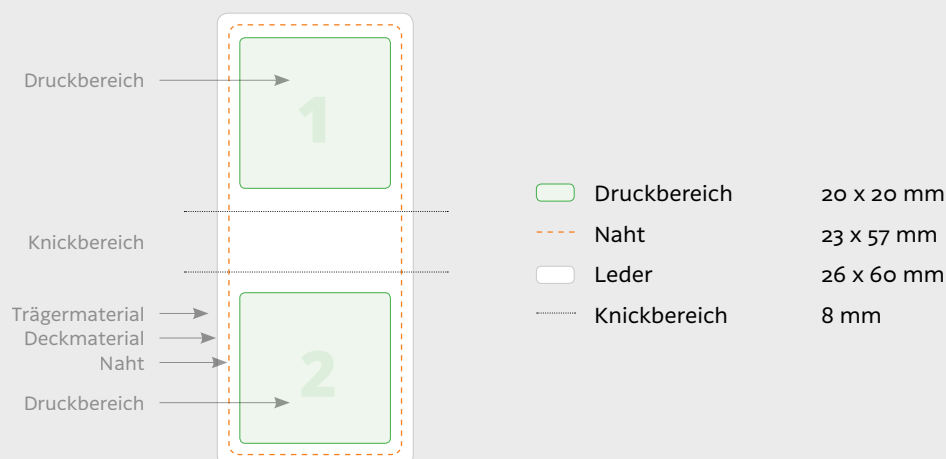 Druckbereich
1
Knickbereich
Trägermaterial
Deckmaterial
Naht
Druckbereich
2
Druckbereich 20 x 20 mm
Naht 23 x 57 mm
Leder 26 x 60 mm
Knickbereich 8 mm